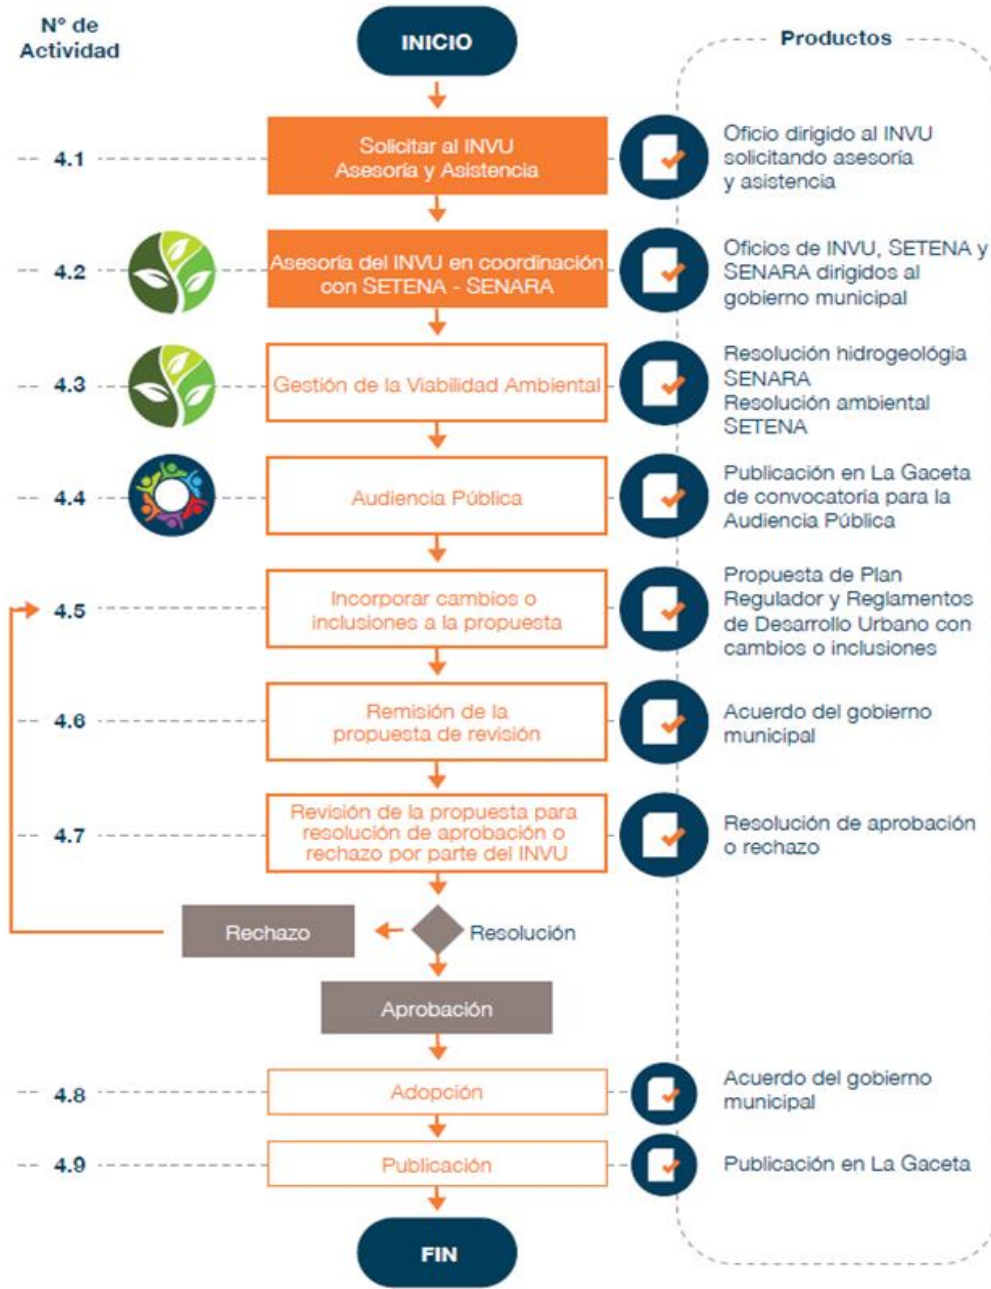 N° de
Actividad
INICIO
Productos
4.1
Solicitar al INVU
Asesoría y Asistencia
Oficio dirigido al INVU
solicitando asesoría
y asistencia
4.2
Asesoría del INVU en coordinación
con SETENA - SENARA
Oficios de INVU, SETENA y
SENARA dirigidos al
gobierno municipal
4.3
Gestión de la Viabilidad Ambiental
Resolución hidrogeológia
SENARA
Resolución ambiental
SETENA
4.4
Audiencia Pública
Publicación en La Gaceta
de convocatoria para la
Audiencia Pública
4.5
Incorporar cambios o
inclusiones a la propuesta
Propuesta de Plan
Regulador y Reglamentos
de Desarrollo Urbano con
cambios o inclusiones
4.6
Remisión de la
propuesta de revisión
Acuerdo del gobierno
municipal
4.7
Revisión de la propuesta para
resolución de aprobación o
rechazo por parte del INVU
Resolución de aprobación
o rechazo
Rechazo
Resolución
Aprobación
4.8
Adopción
Acuerdo del gobierno
municipal
4.9
Publicación
Publicación en La Gaceta
FIN